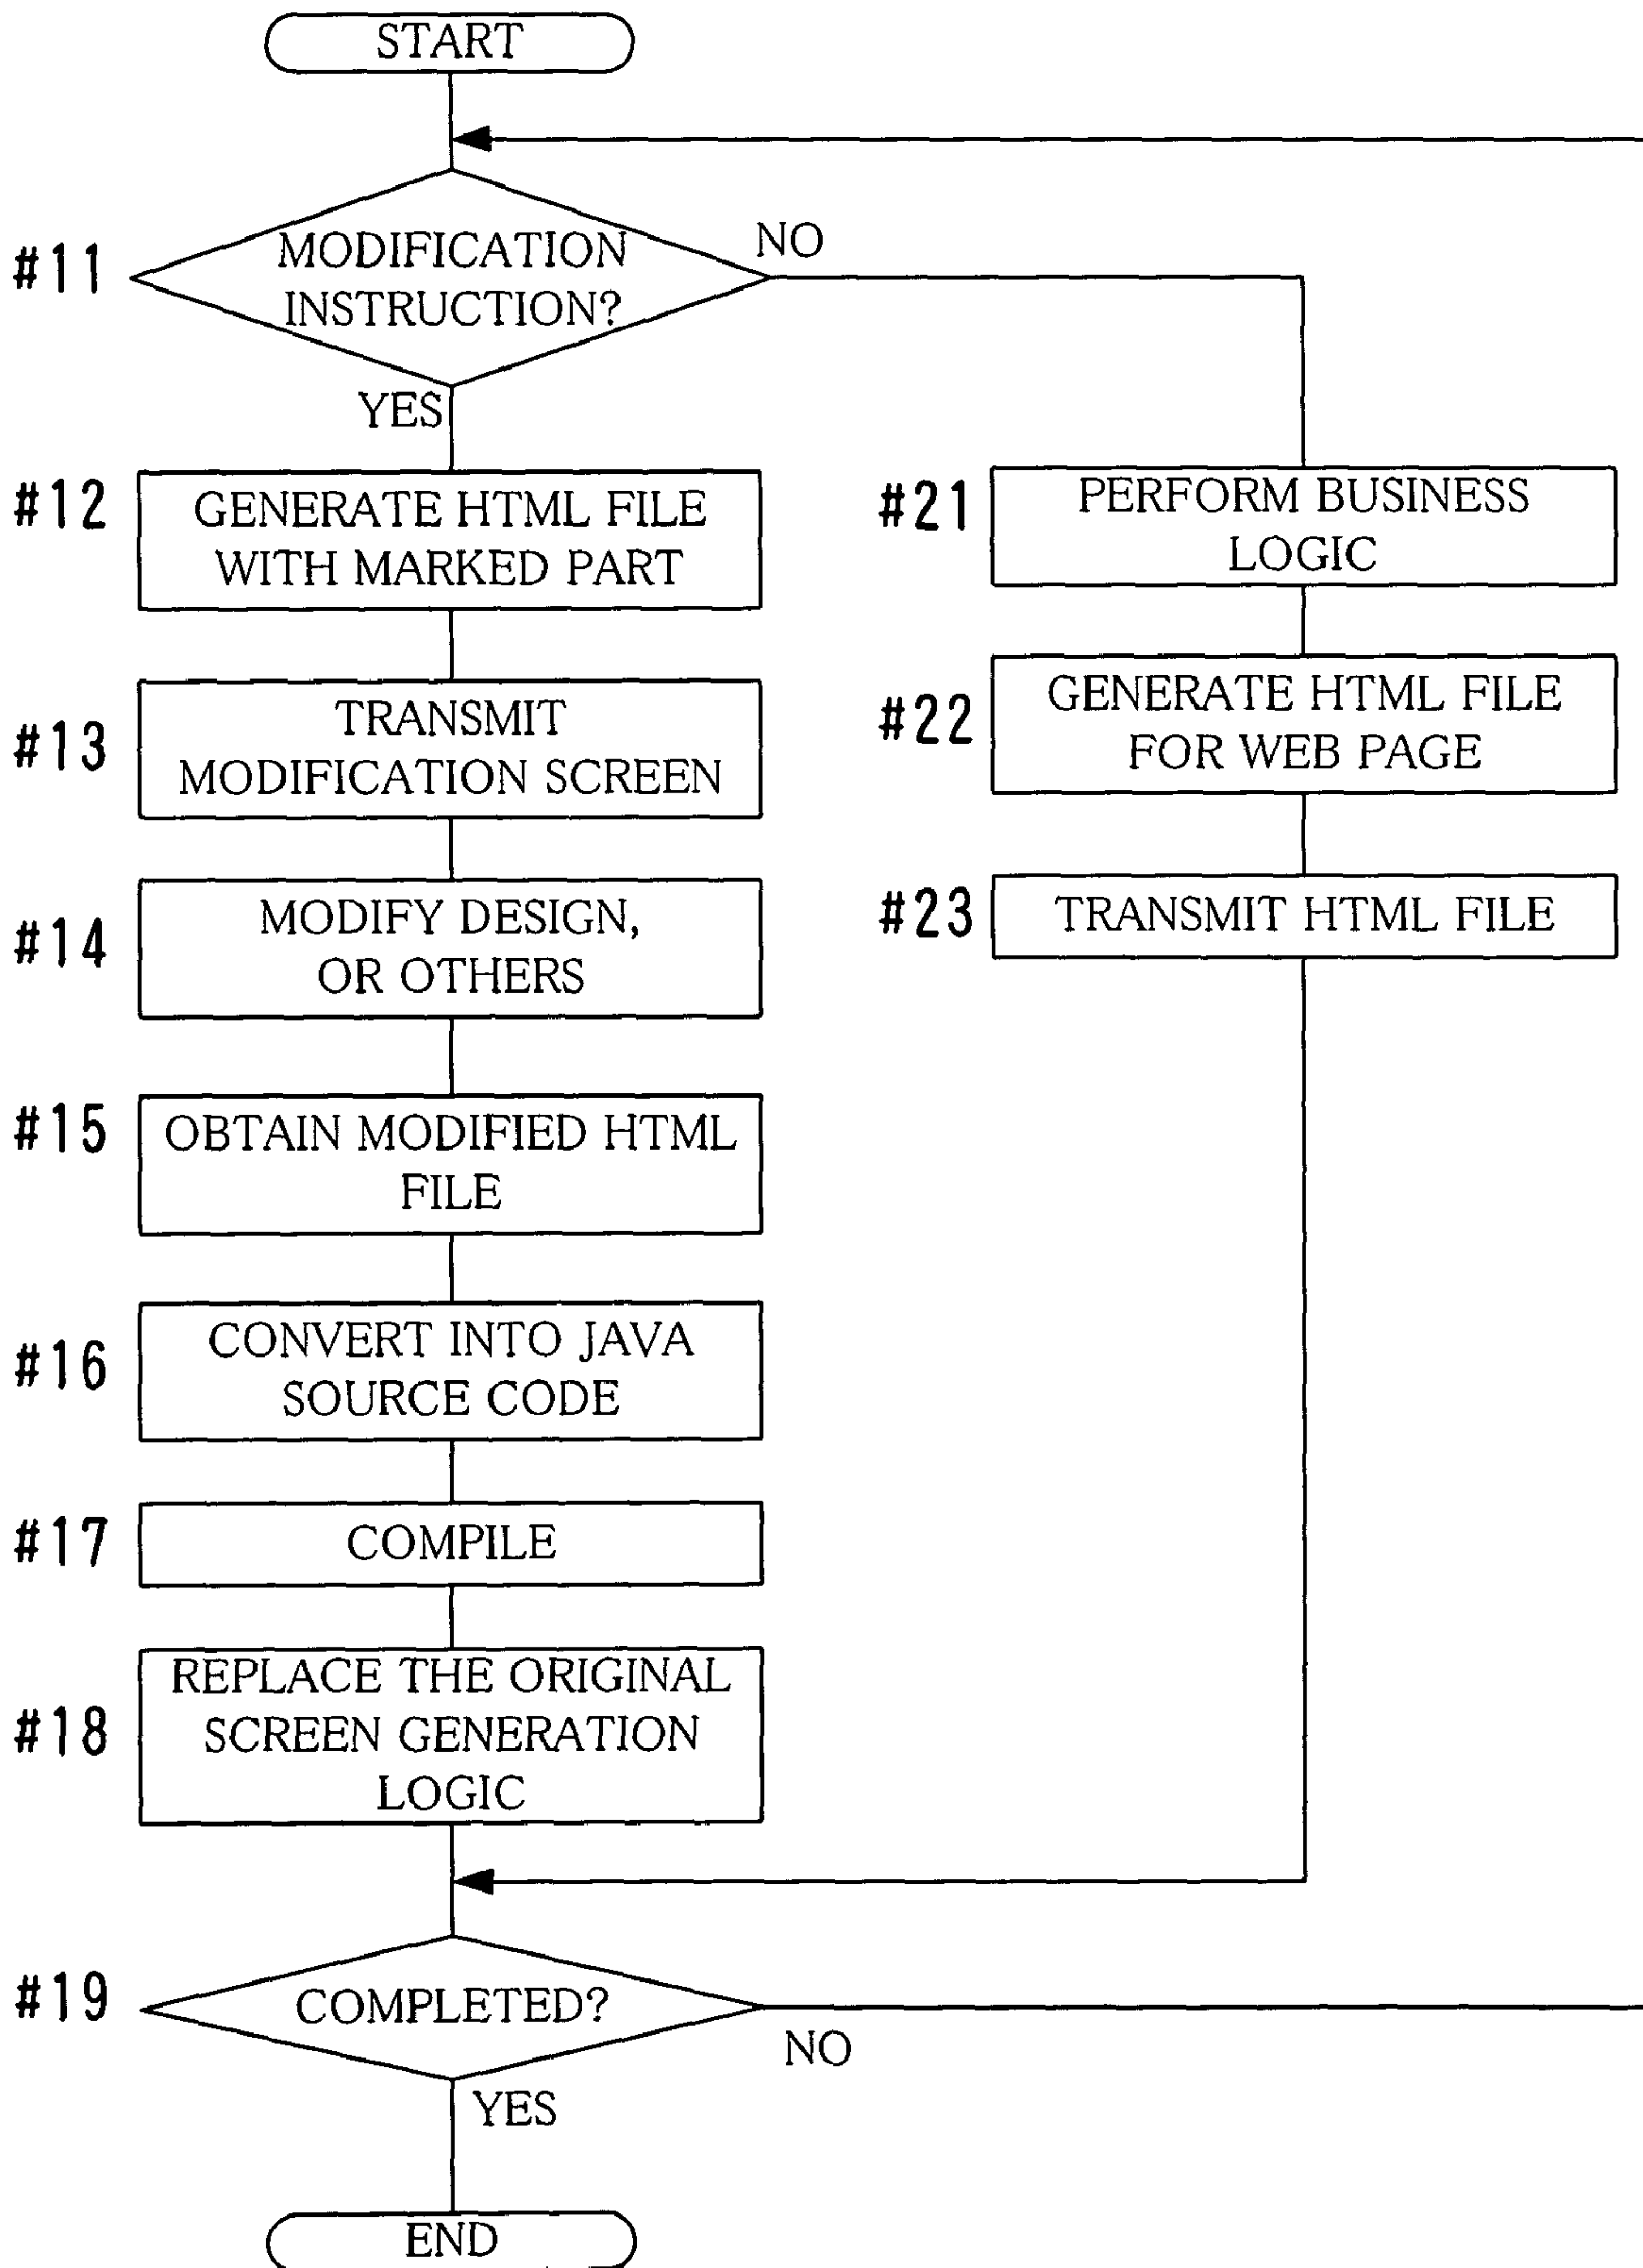 START
#11
MODIFICATION
INSTRUCTION?
NO
YES
#12
GENERATE HTML FILE
WITH MARKED PART
#13
TRANSMIT
MODIFICATION SCREEN
#14
MODIFY DESIGN,
OR OTHERS
#15
OBTAIN MODIFIED HTML
FILE
#16
CONVERT INTO JAVA
SOURCE CODE
#17
COMPILE
#18
REPLACE THE ORIGINAL
SCREEN GENERATION
LOGIC
#21
PERFORM BUSINESS
LOGIC
#22
GENERATE HTML FILE
FOR WEB PAGE
#23
TRANSMIT HTML FILE
#19
COMPLETED?
NO
YES
END